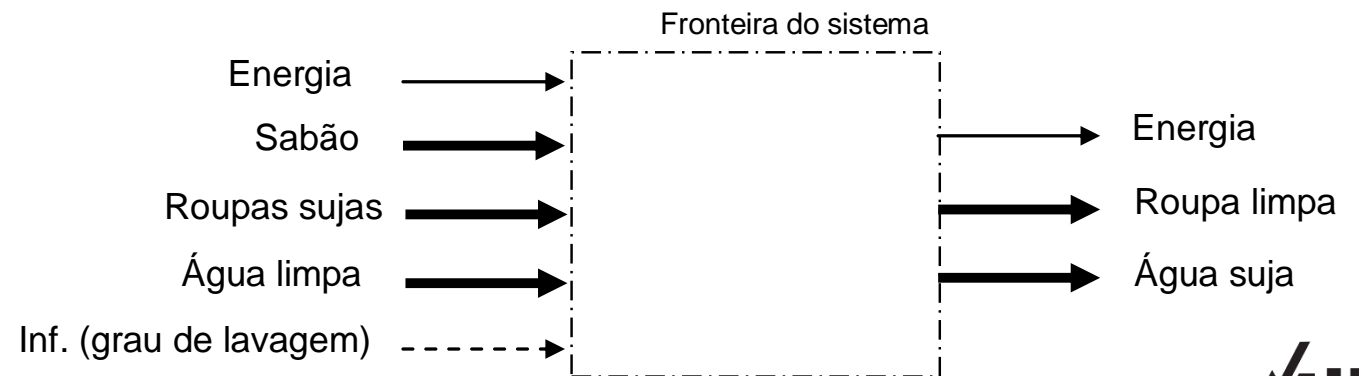 Fronteira do sistema
Energia
Sabão
Roupas sujas
Água limpa
Inf. (grau de lavagem)
Energia
Roupa limpa
Água suja